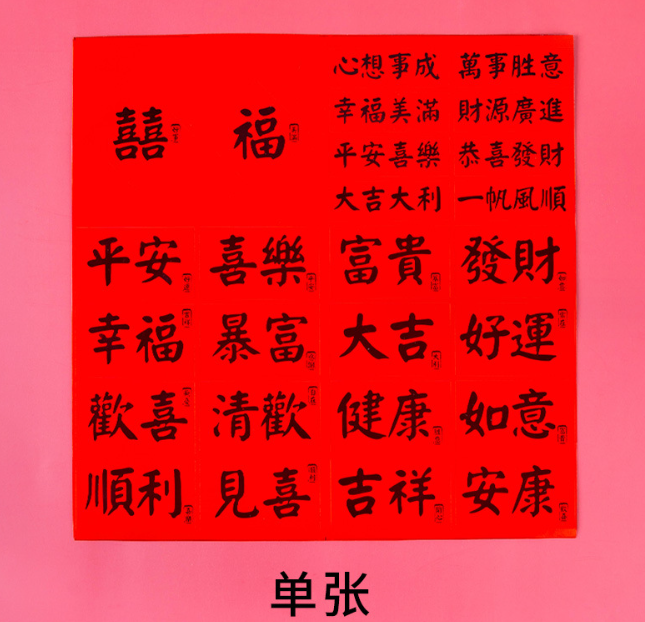 囍 福
心想事成 萬事胜意
幸福美滿 財源廣進
平安喜樂 恭喜發財
大吉大利 一帆風順
平安 喜樂 富貴 發財
幸福 暴富 大吉 好運
歡喜 清歡 健康 如意
順利 見喜 吉祥 安康
单张